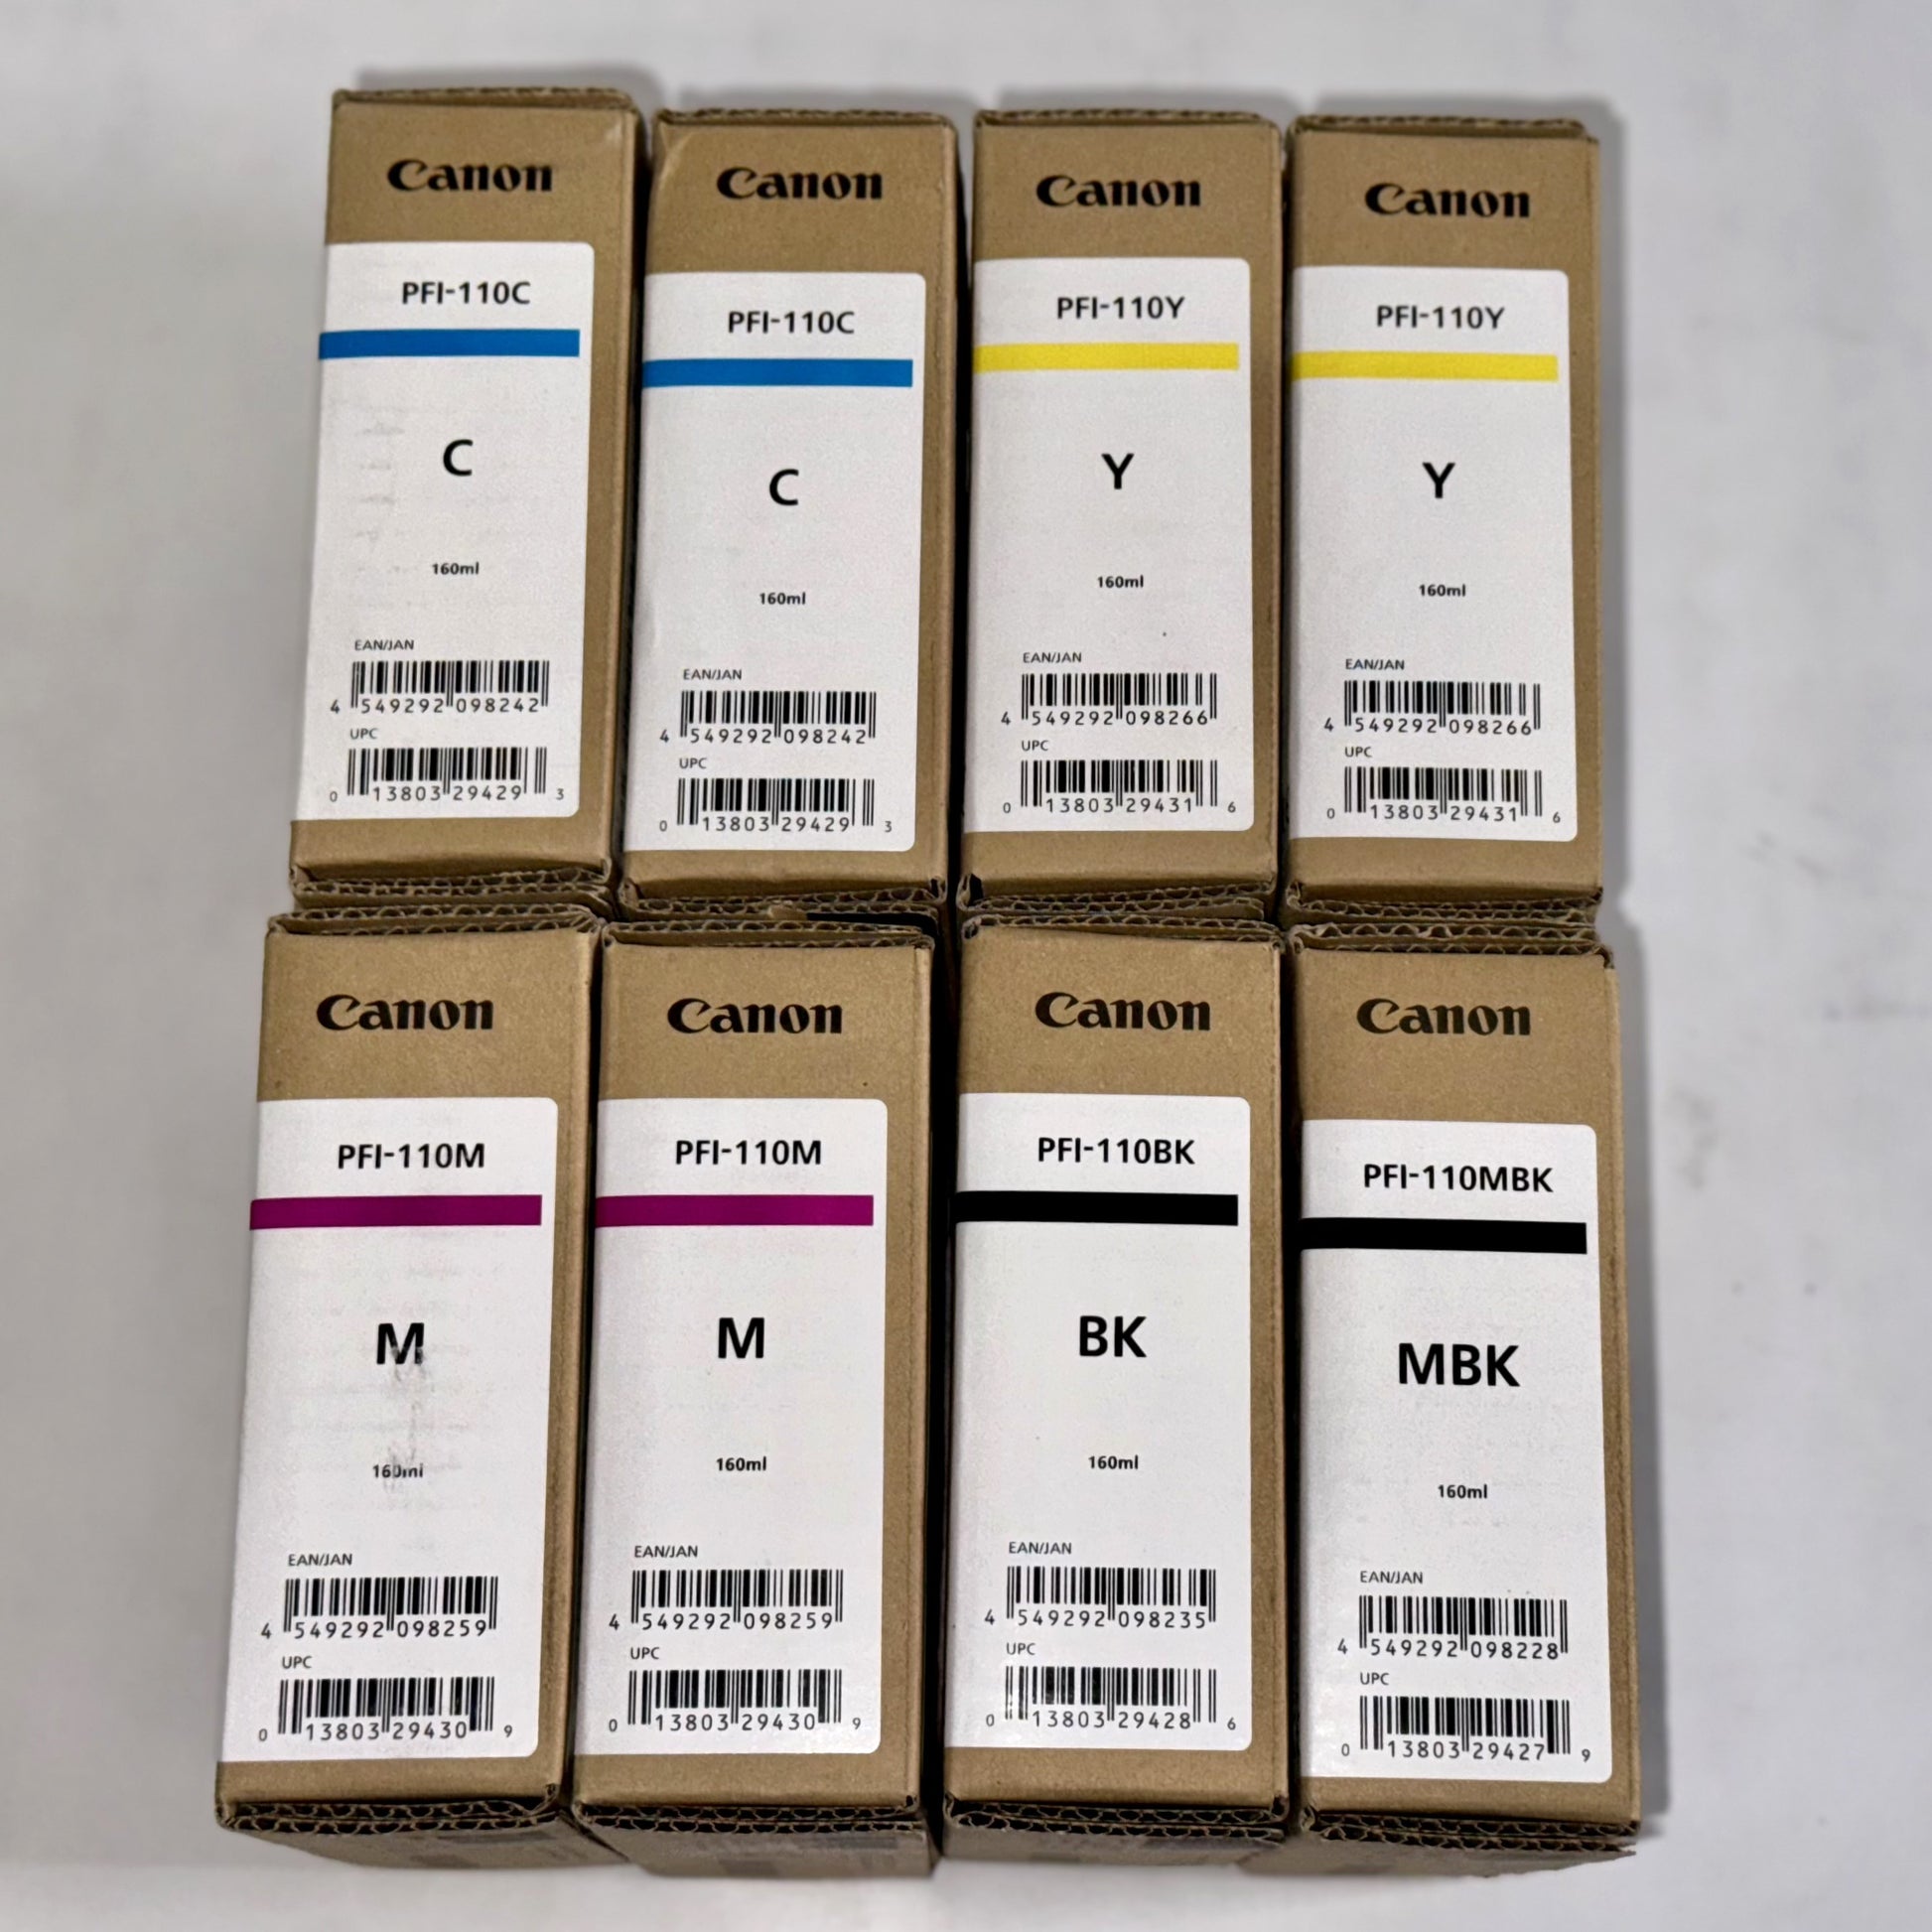 Canon
PFI-110C
C
160ml
EAN/JAN
4 549292 098242
UPC
0 13803 29429 3
Canon
PFI-110C
C
160ml
EAN/JAN
4 549292 098242
UPC
0 13803 29429 3
Canon
PFI-110Y
Y
160ml
EAN/JAN
4 549292 098266
UPC
0 13803 29431 6
Canon
PFI-110Y
Y
160ml
EAN/JAN
4 549292 098266
UPC
0 13803 29431 6
Canon
PFI-110M
M
160ml
EAN/JAN
4 549292 098259
UPC
0 13803 29430 9
Canon
PFI-110M
M
160ml
EAN/JAN
4 549292 098259
UPC
0 13803 29430 9
Canon
PFI-110BK
BK
160ml
EAN/JAN
4 549292 098235
UPC
0 13803 29428 6
Canon
PFI-110MBK
MBK
160ml
EAN/JAN
4 549292 098228
UPC
0 13803 29427 9